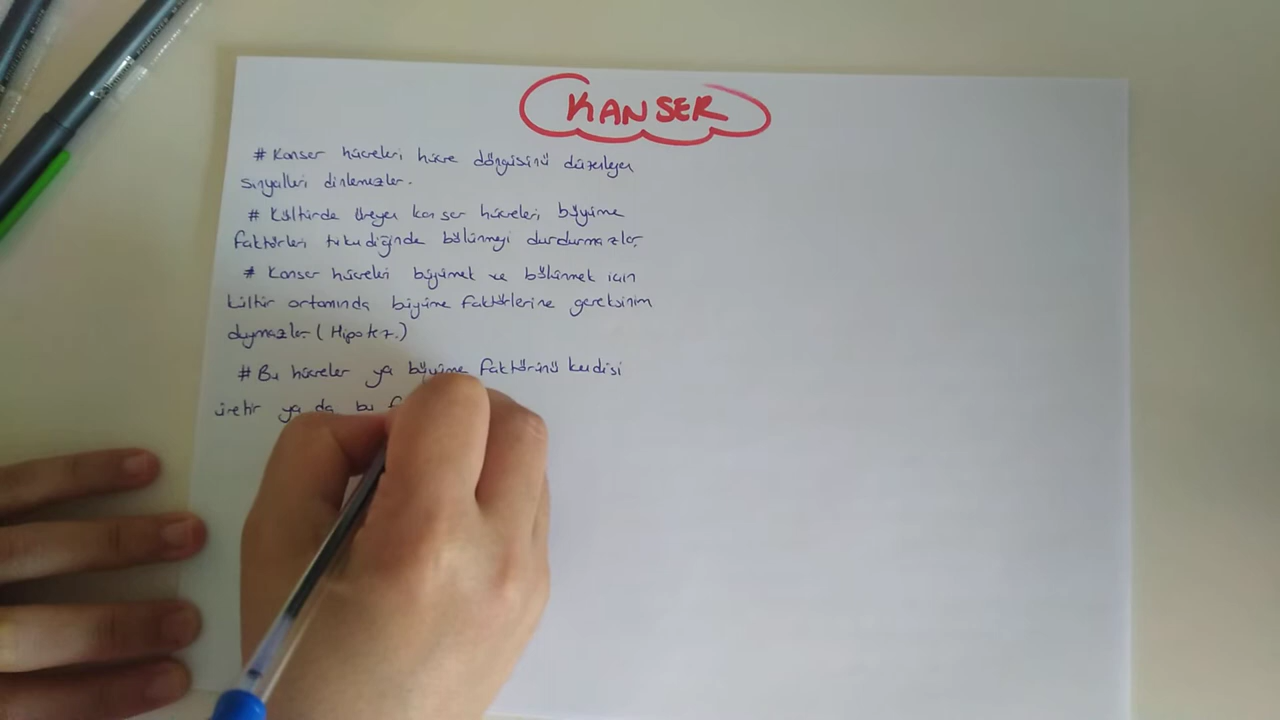 KANSER
# Kanser hücreleri hücre döngüsünü düzenleyen
sinyalleri dinlemezler.
# Kültürde üreyen kanser hücreleri büyüme
faktörleri tükendiğinde bölünmeyi durdurmazlar.
# Kanser hücreleri büyümek ve bölünmek için
kültür ortamında büyüme faktörlerine gereksinim
duymazlar (Hipotez.)
# Bu hücreler ya büyüme faktörünü kendisi
üretir ya da bu